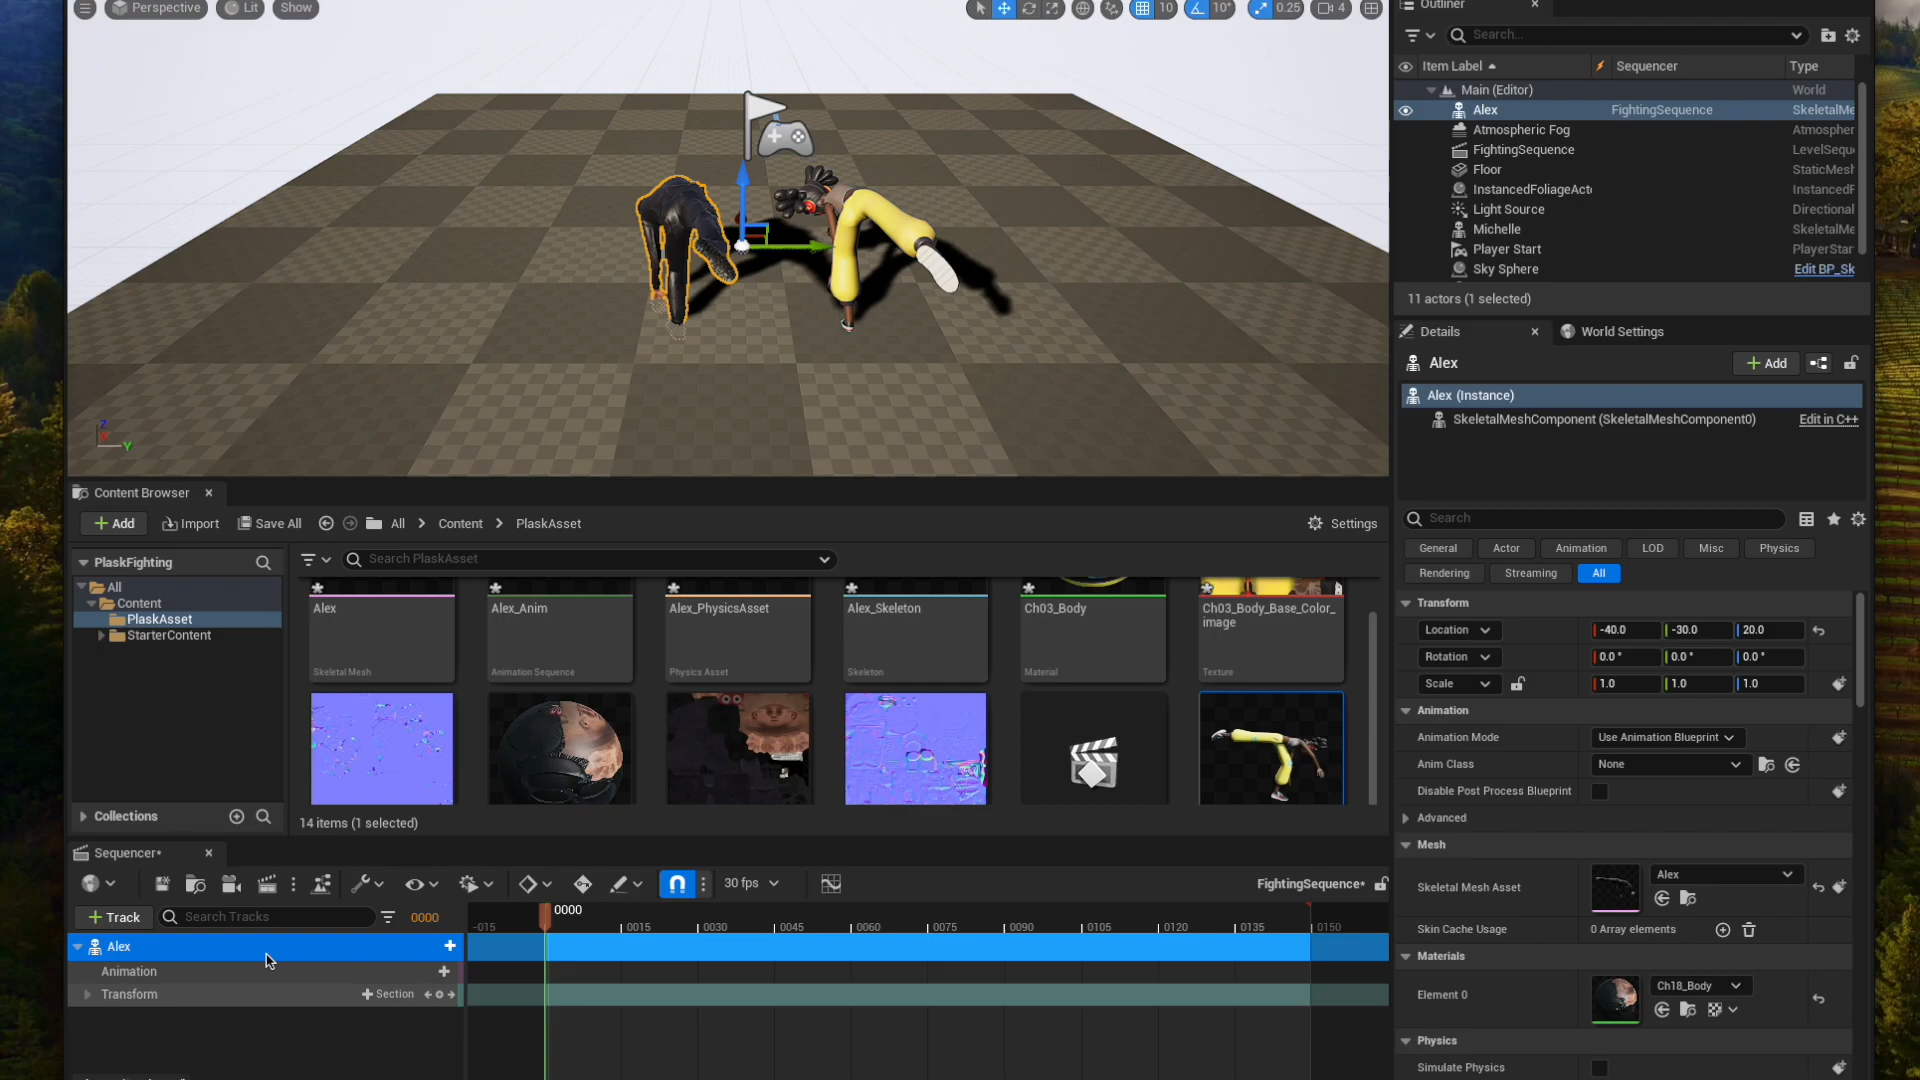 Perspective Lit Show 10 10° 0.25 4
Outliner
Search...
Item Label Sequencer Type
Main (Editor) World
Alex FightingSequence SkeletalMe
Atmospheric Fog Atmospher
FightingSequence LevelSequ
Floor StaticMesh
InstancedFoliageActo InstancedF
Light Source Directional
Michelle SkeletalMe
Player Start PlayerStar
Sky Sphere Edit BP_Sk
11 actors (1 selected)
Details World Settings
Alex Add
Alex (Instance)
SkeletalMeshComponent (SkeletalMeshComponent0) Edit in C++
Z
X
Y
Content Browser
Add Import Save All All Content PlaskAsset Settings
PlaskFighting
Search PlaskAsset
All
Content
PlaskAsset
StarterContent
Collections
Alex
Skeletal Mesh
Alex_Anim
Animation Sequence
Alex_PhysicsAsset
Physics Asset
Alex_Skeleton
Skeleton
Ch03_Body
Material
Ch03_Body_Base_Color_
image
Texture
14 items (1 selected)
Search
General Actor Animation LOD Misc Physics
Rendering Streaming All
Transform
Location -40.0 -30.0 20.0
Rotation 0.0° 0.0° 0.0°
Scale 1.0 1.0 1.0
Animation
Animation Mode Use Animation Blueprint
Anim Class None
Disable Post Process Blueprint
Advanced
Mesh
Skeletal Mesh Asset Alex
Skin Cache Usage 0 Array elements
Materials
Element 0 Ch18_Body
Physics
Simulate Physics
Sequencer*
30 fps FightingSequence*
Track Search Tracks 0000
0000
-015 0015 0030 0045 0060 0075 0090 0105 0120 0135 0150
Alex
Animation
Transform Section